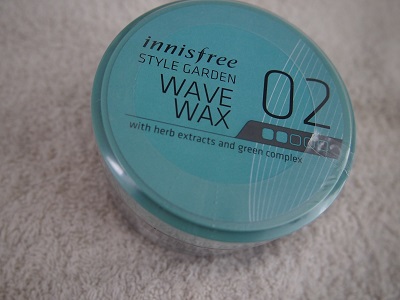 innisfree
STYLE GARDEN
WAVE
WAX
02
with herb extracts and green complex